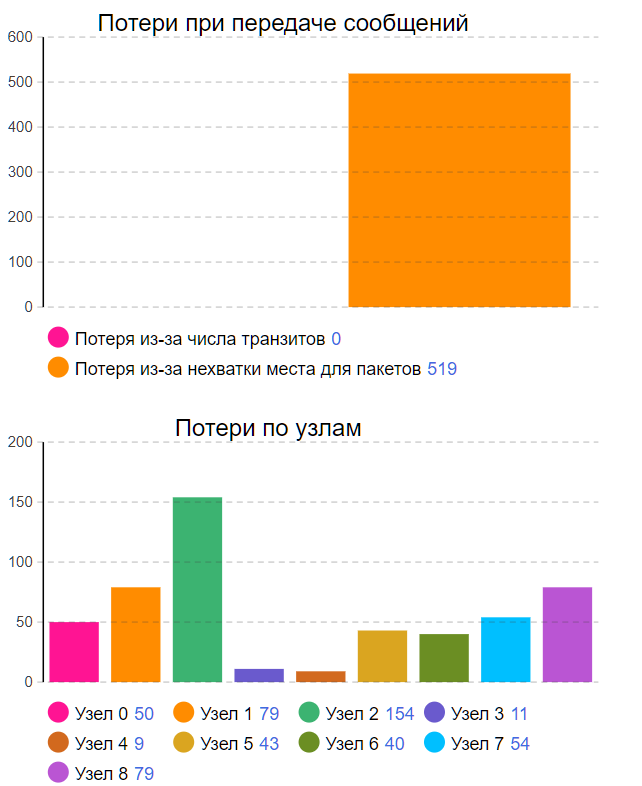 Потери при передаче сообщений
600
500
400
300
200
100
0
Потеря из-за числа транзитов 0
Потеря из-за нехватки места для пакетов 519
Потери по узлам
200
150
100
50
0
Узел 0 50 Узел 1 79 Узел 2 154 Узел 3 11
Узел 4 9 Узел 5 43 Узел 6 40 Узел 7 54
Узел 8 79